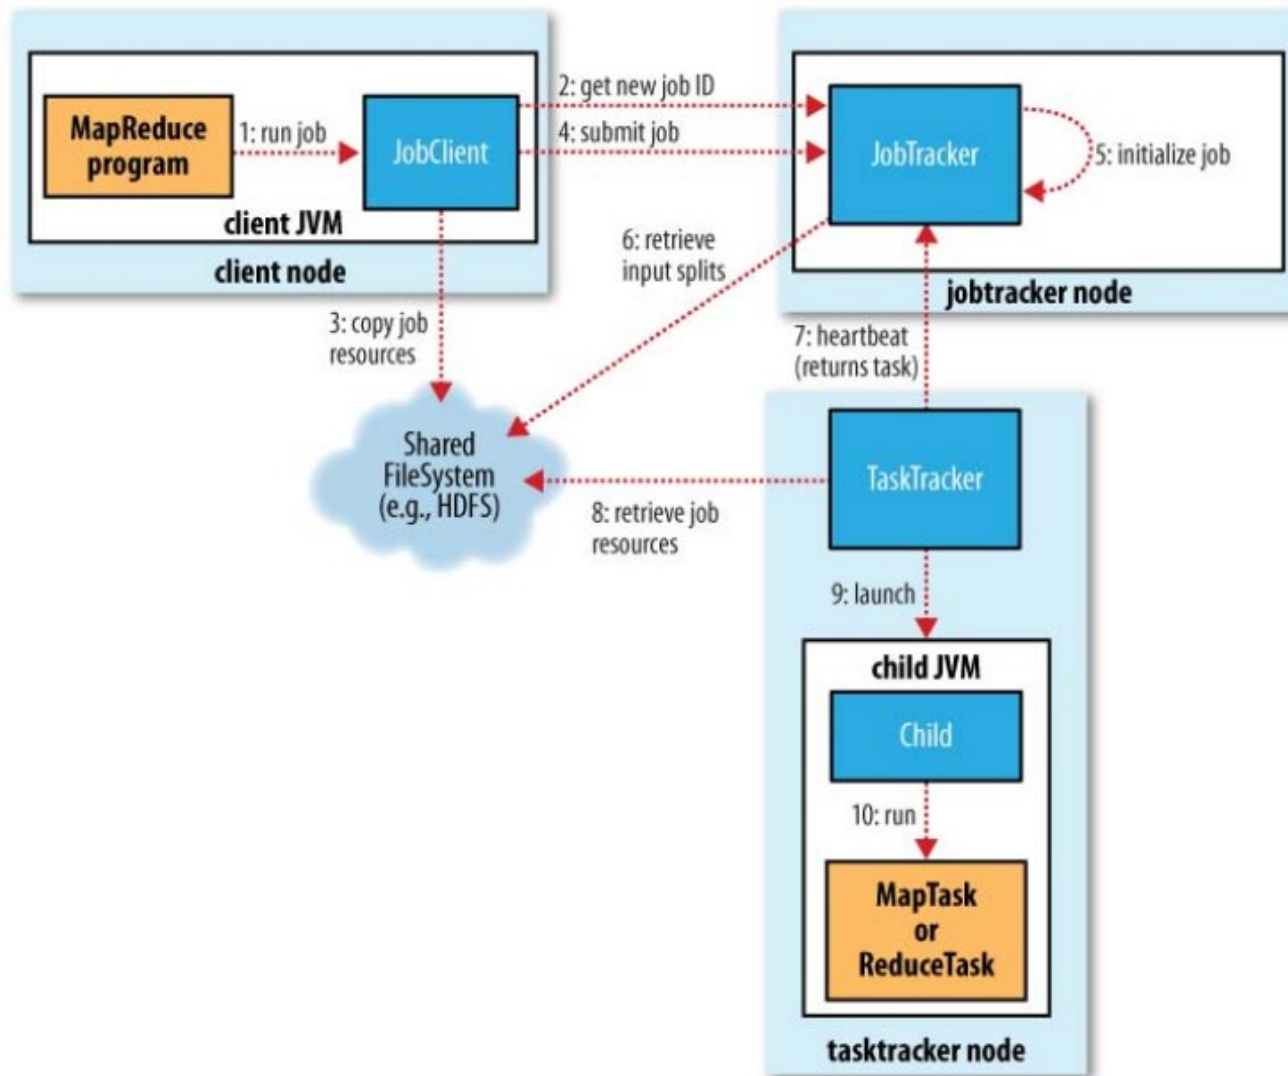 MapReduce
program
1: run job
JobClient
client JVM
client node
2: get new job ID
4: submit job
JobTracker
5: initialize job
jobtracker node
3: copy job
resources
6: retrieve
input splits
7: heartbeat
(returns task)
Shared
FileSystem
(e.g., HDFS)
8: retrieve job
resources
TaskTracker
9: launch
child JVM
Child
10: run
MapTask
or
ReduceTask
tasktracker node